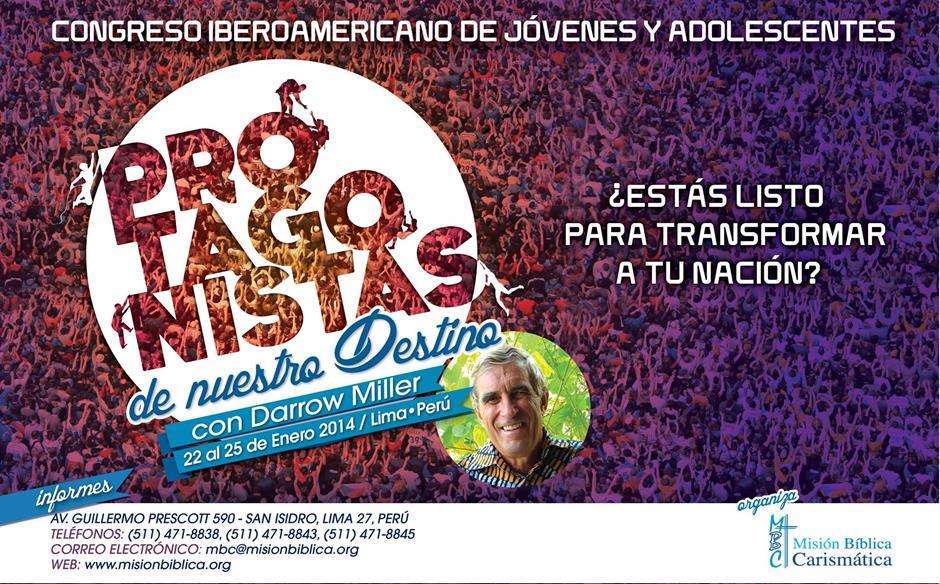 CONGRESO IBEROAMERICANO DE JÓVENES Y ADOLESCENTES
PRO
TAGO
NISTAS
de nuestro Destino
con Darrow Miller
22 al 25 de Enero 2014 / Lima•Perú
¿ESTÁS LISTO
PARA TRANSFORMAR
A TU NACIÓN?
informes
AV. GUILLERMO PRESCOTT 590 - SAN ISIDRO, LIMA 27, PERÚ
TELÉFONOS: (511) 471-8838, (511) 471-8843, (511) 471-8845
CORREO ELECTRÓNICO: mbc@misionbiblica.org
WEB: www.misionbiblica.org
organiza
MBC
Misión Bíblica
Carismática